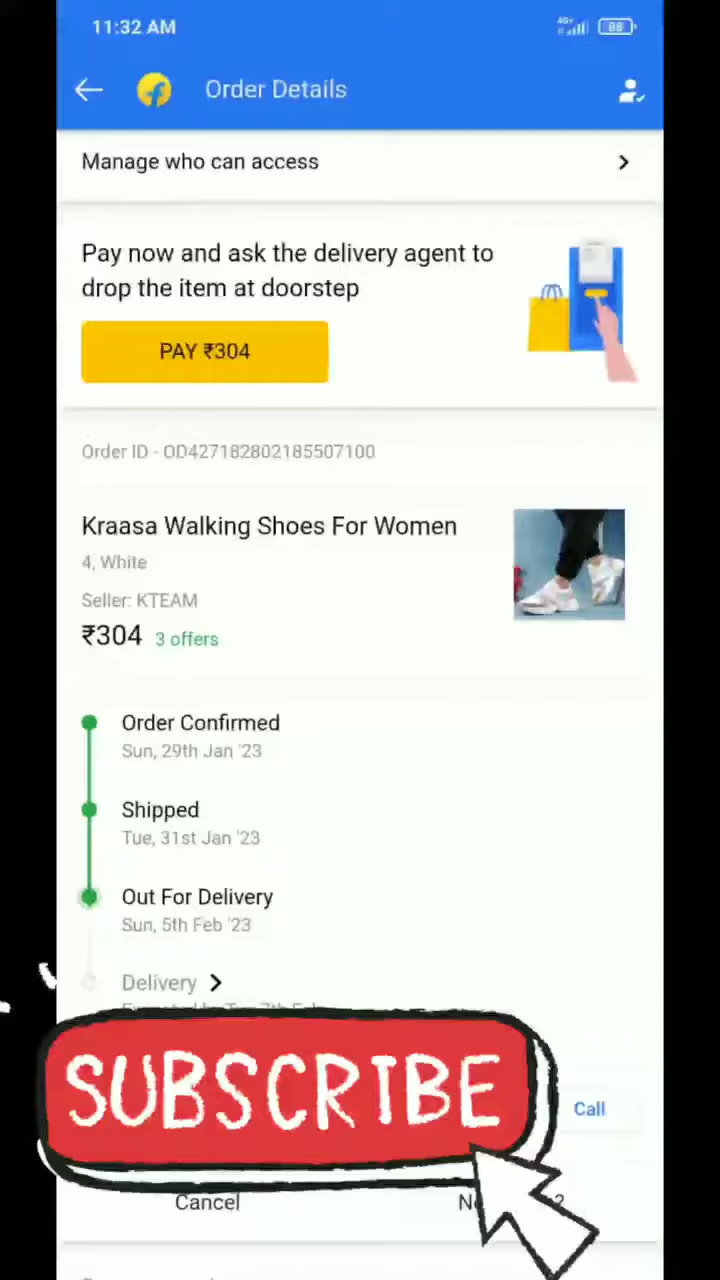 11:32 AM
4G+
88
Order Details
Manage who can access
Pay now and ask the delivery agent to
drop the item at doorstep
PAY ₹304
Order ID - OD427182802185507100
Kraasa Walking Shoes For Women
4, White
Seller: KTEAM
₹304 3 offers
Order Confirmed
Sun, 29th Jan '23
Shipped
Tue, 31st Jan '23
Out For Delivery
Sun, 5th Feb '23
Delivery
SUBSCRIBE
Call
Cancel